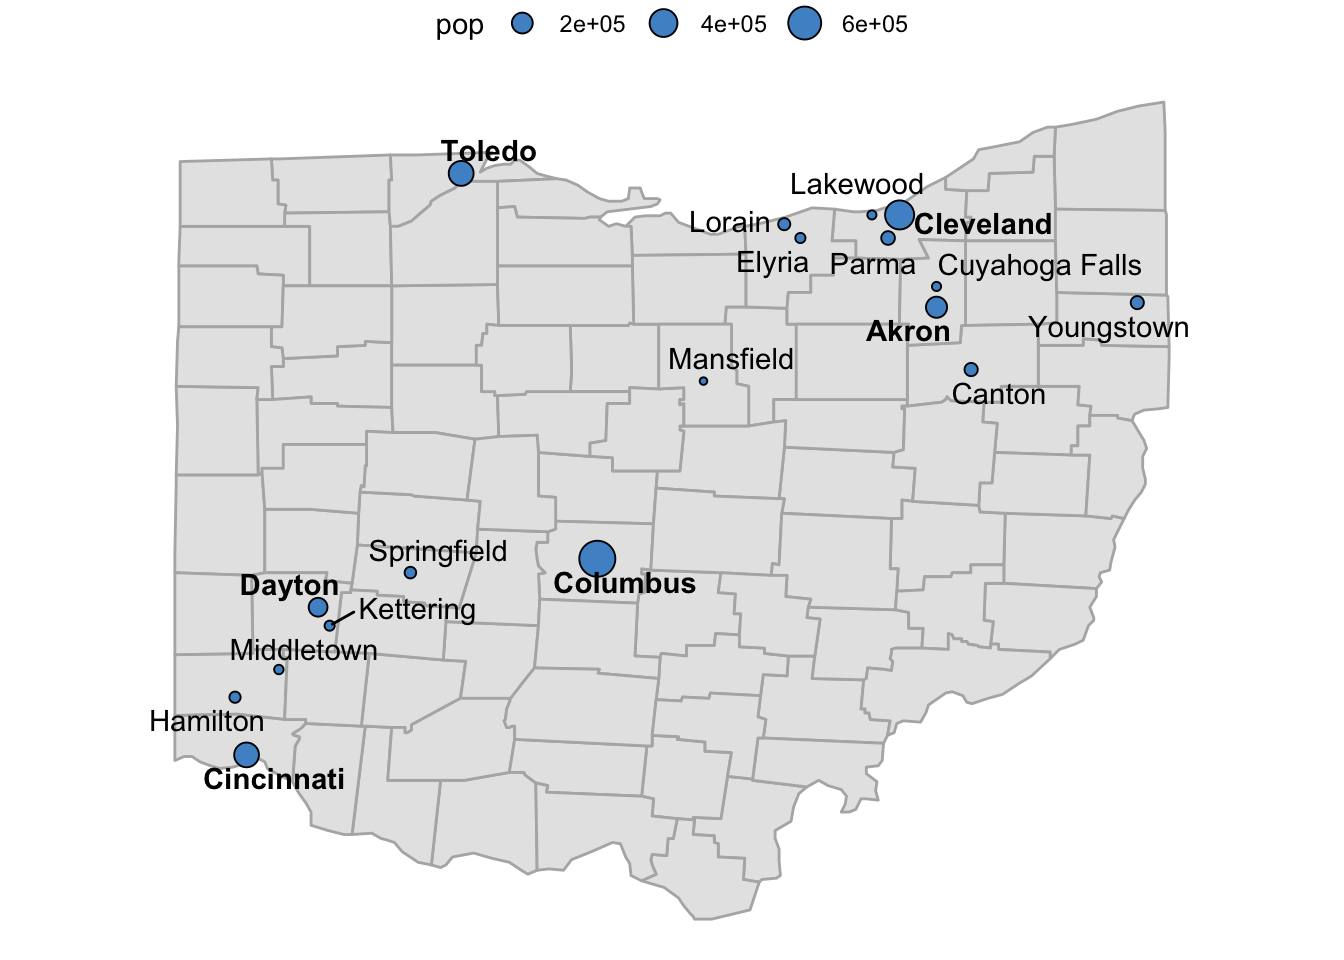 pop 2e+05 4e+05 6e+05
Toledo
Lakewood
Lorain
Cleveland
Elyria
Parma
Cuyahoga Falls
Youngstown
Akron
Mansfield
Canton
Springfield
Columbus
Dayton
Kettering
Middletown
Hamilton
Cincinnati